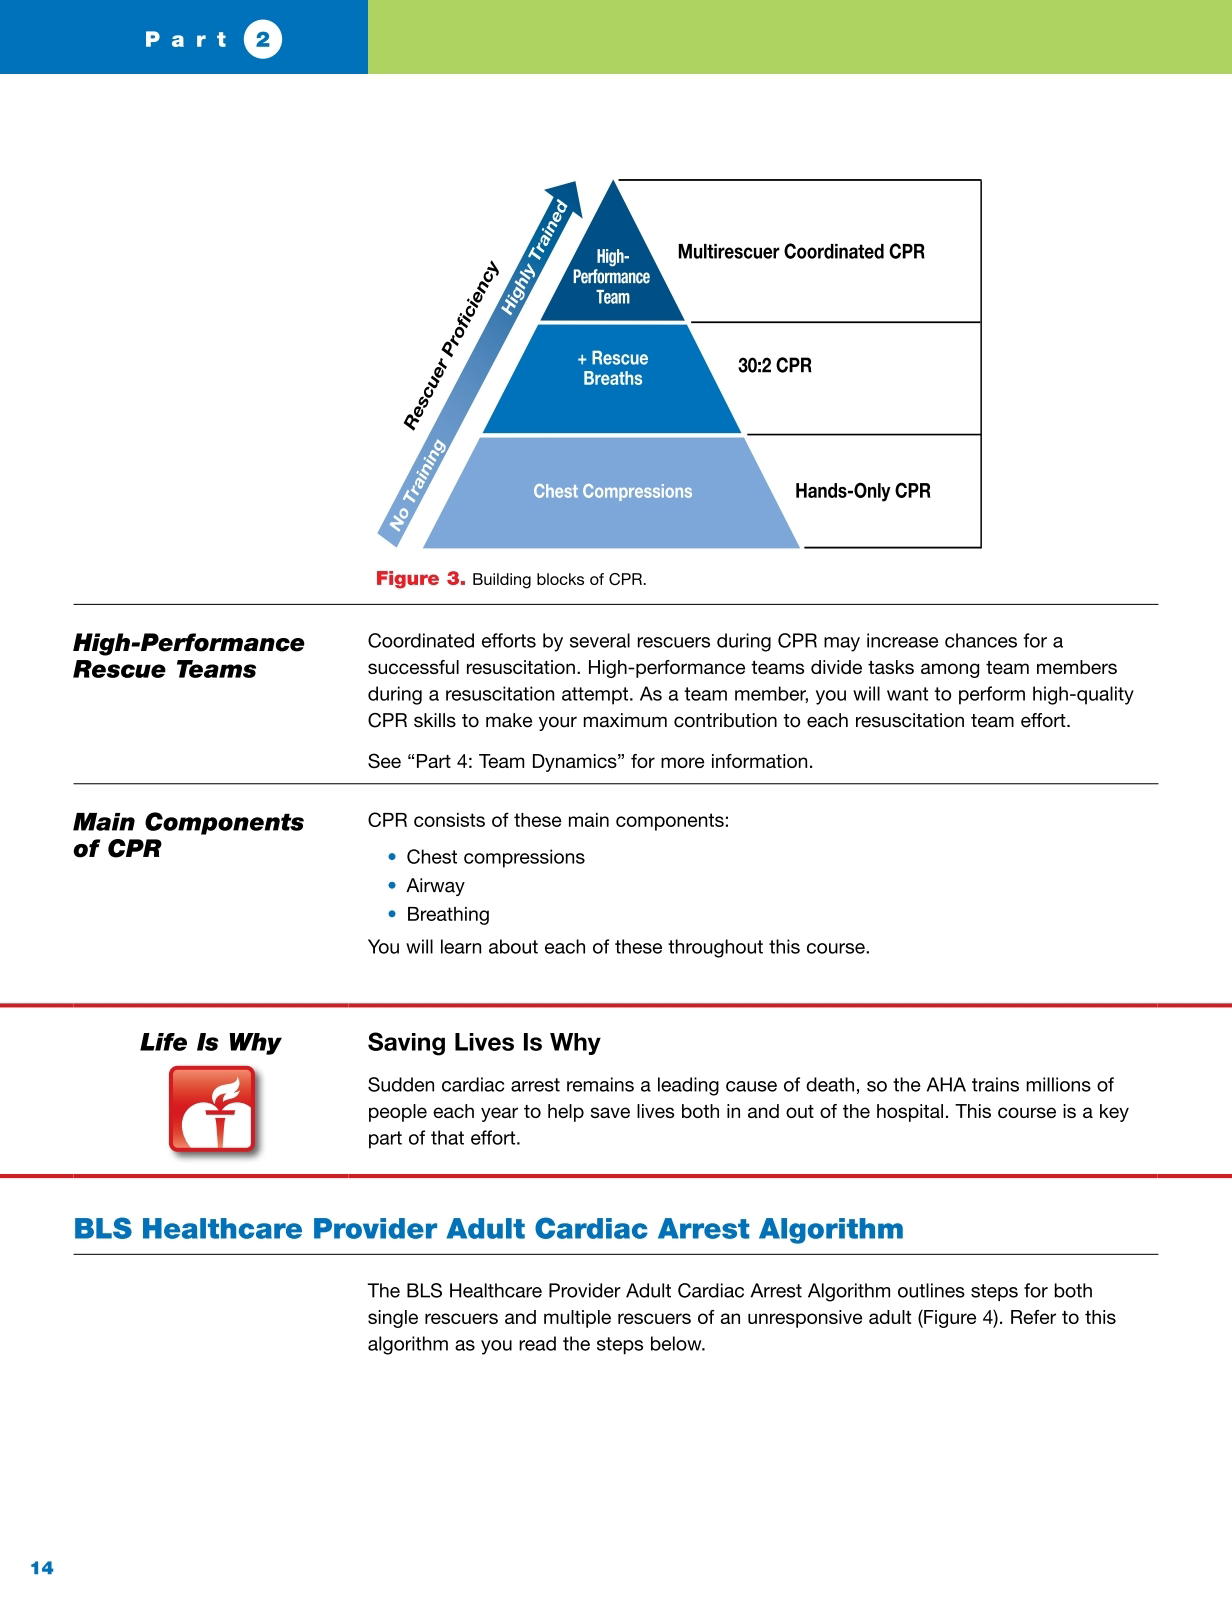 Part 2
Highly Trained
Rescuer Proficiency
No Training
High-
Performance
Team
Multirescuer Coordinated CPR
+ Rescue
Breaths
30:2 CPR
Chest Compressions
Hands-Only CPR
Figure 3. Building blocks of CPR.
High-Performance
Rescue Teams
Coordinated efforts by several rescuers during CPR may increase chances for a
successful resuscitation. High-performance teams divide tasks among team members
during a resuscitation attempt. As a team member, you will want to perform high-quality
CPR skills to make your maximum contribution to each resuscitation team effort.
See “Part 4: Team Dynamics” for more information.
Main Components
of CPR
CPR consists of these main components:
• Chest compressions
• Airway
• Breathing
You will learn about each of these throughout this course.
Life Is Why
Saving Lives Is Why
Sudden cardiac arrest remains a leading cause of death, so the AHA trains millions of
people each year to help save lives both in and out of the hospital. This course is a key
part of that effort.
BLS Healthcare Provider Adult Cardiac Arrest Algorithm
The BLS Healthcare Provider Adult Cardiac Arrest Algorithm outlines steps for both
single rescuers and multiple rescuers of an unresponsive adult (Figure 4). Refer to this
algorithm as you read the steps below.
14